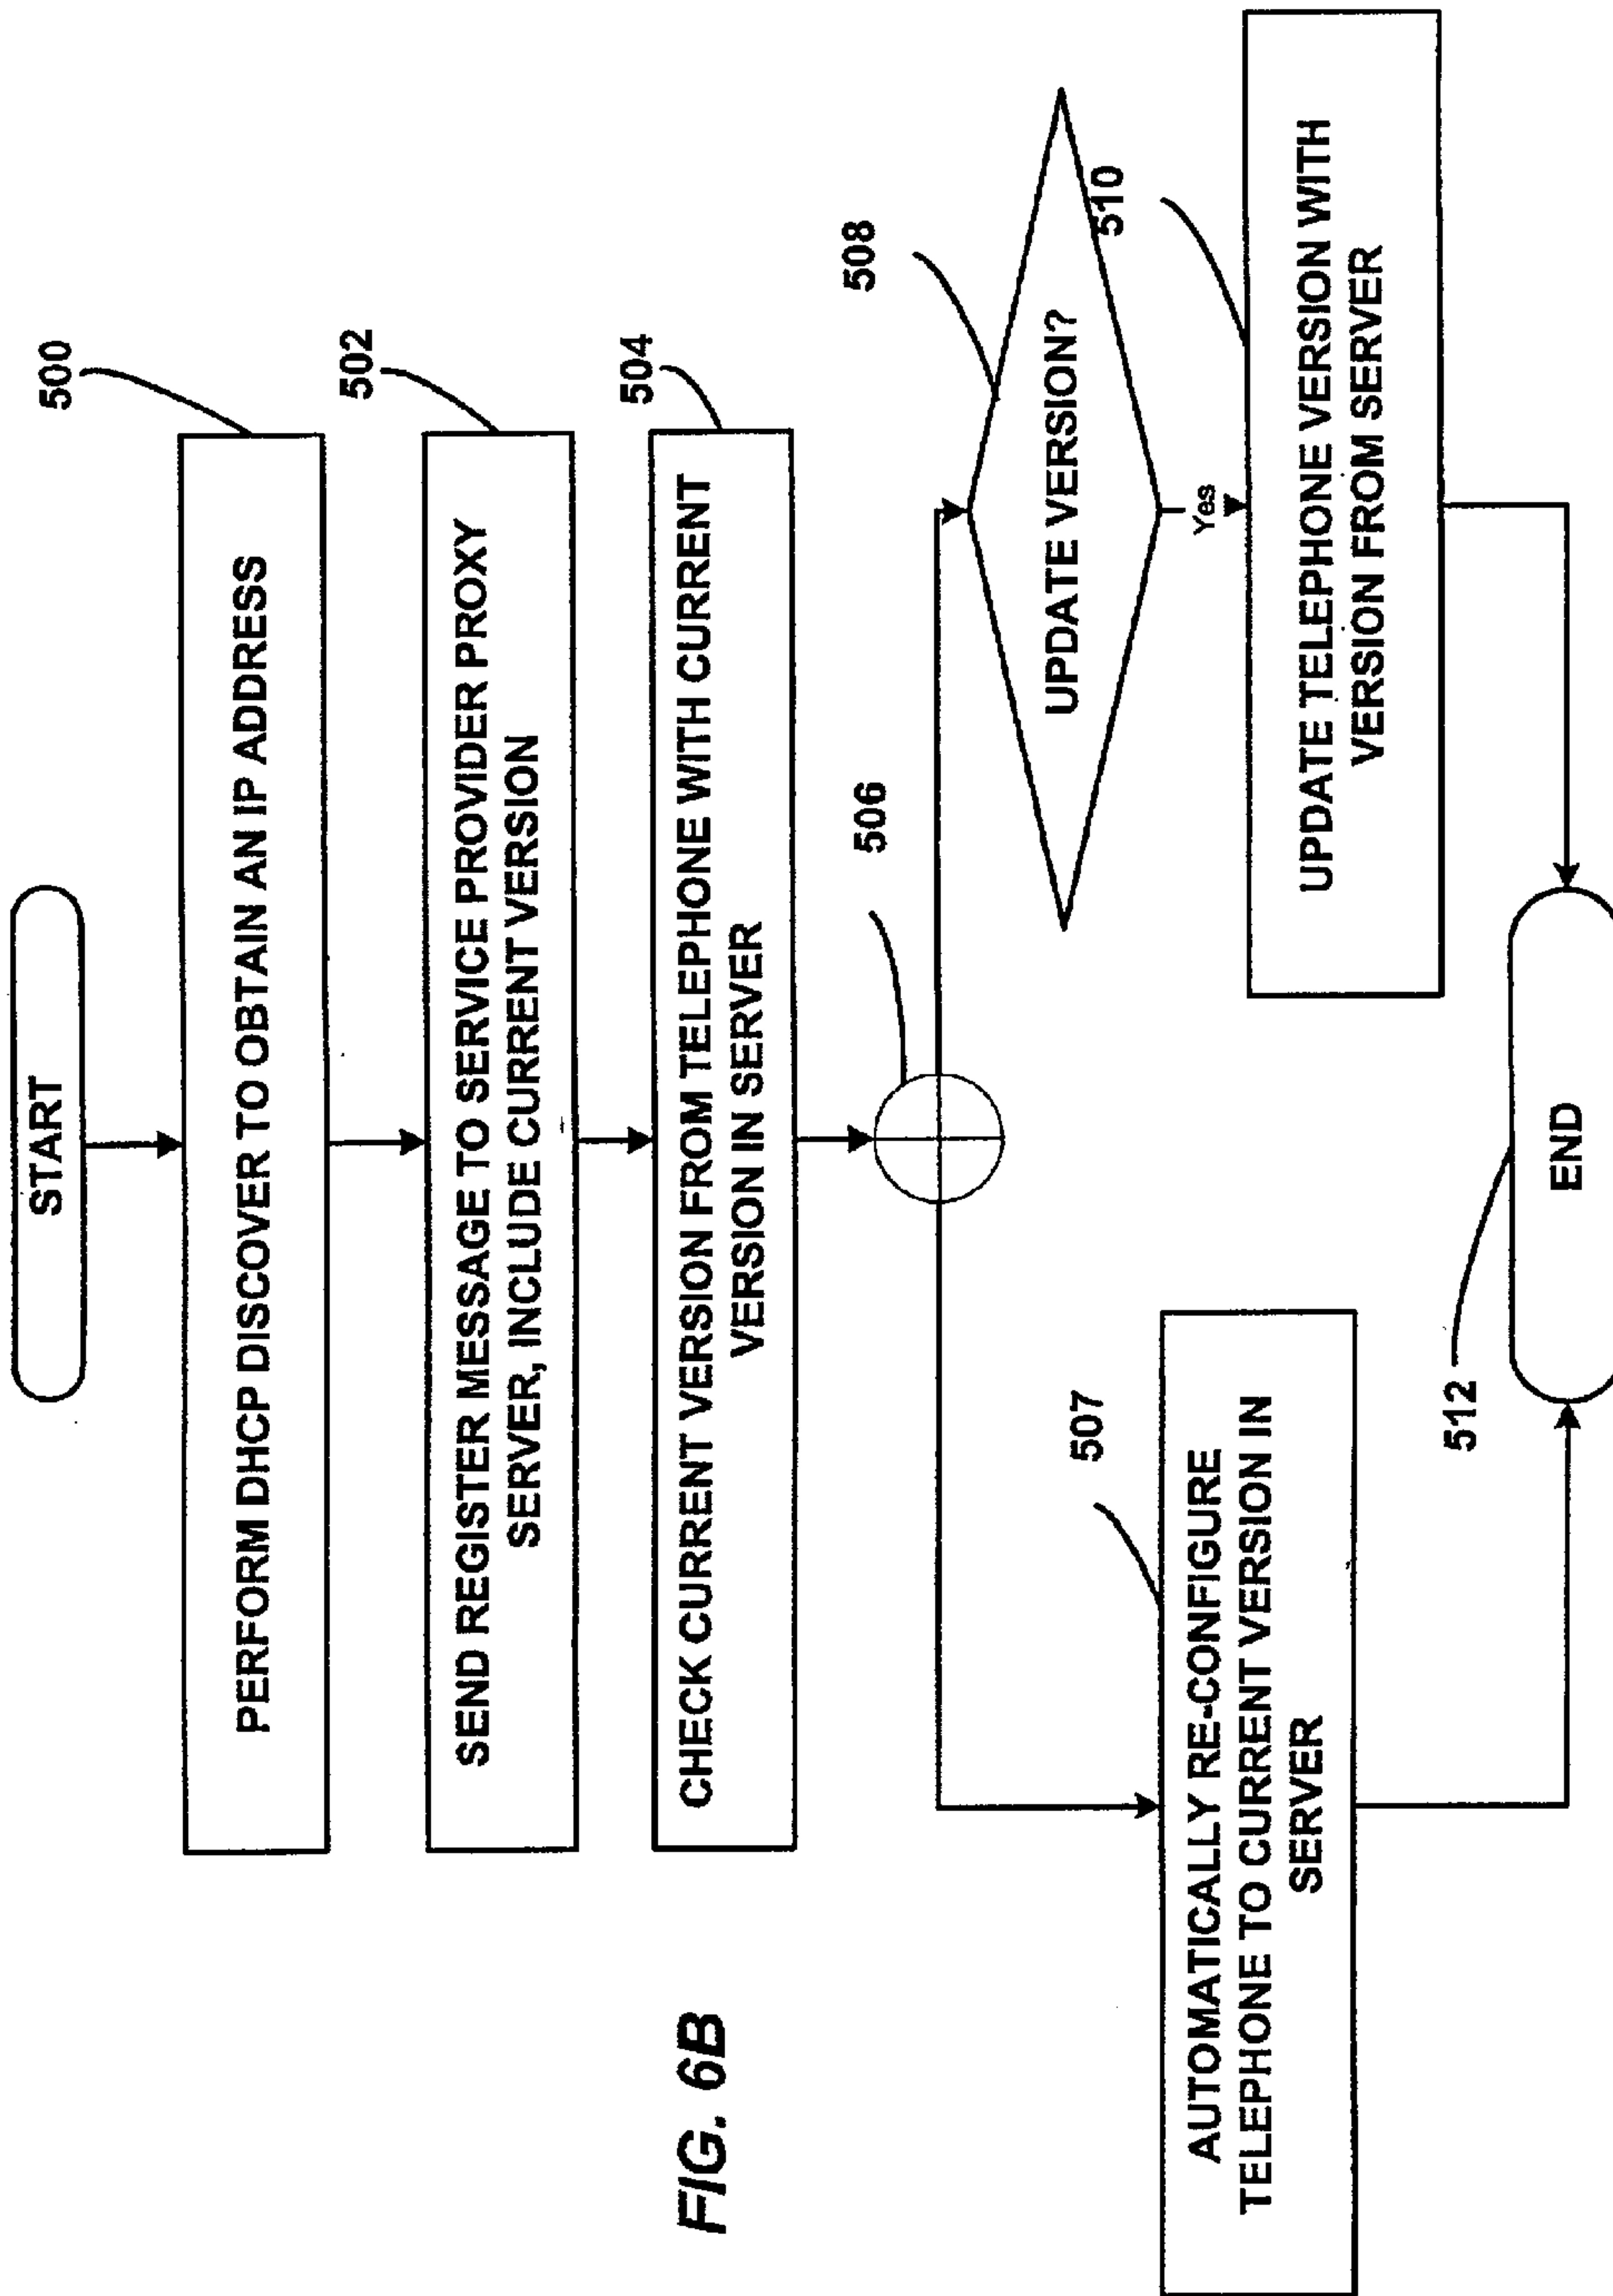 START
500
PERFORM DHCP DISCOVER TO OBTAIN AN IP ADDRESS
502
SEND REGISTER MESSAGE TO SERVICE PROVIDER PROXY
SERVER, INCLUDE CURRENT VERSION
504
CHECK CURRENT VERSION FROM TELEPHONE WITH CURRENT
VERSION IN SERVER
506
507
AUTOMATICALLY RE-CONFIGURE
TELEPHONE TO CURRENT VERSION IN
SERVER
508
UPDATE VERSION?
Yes
510
UPDATE TELEPHONE VERSION WITH
VERSION FROM SERVER
512
END
FIG. 6B